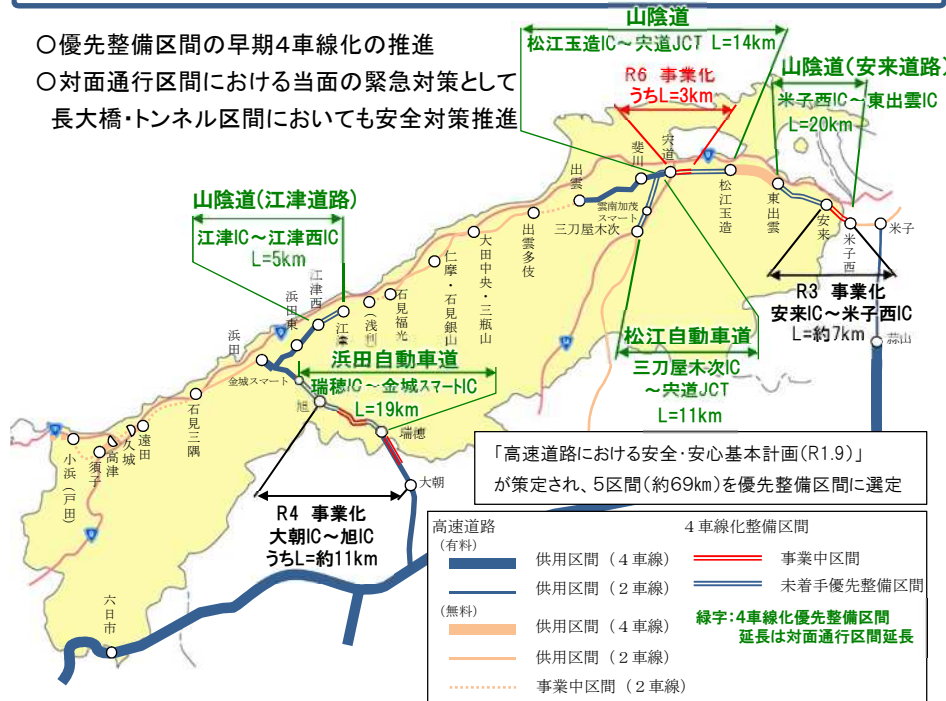 ○優先整備区間の早期4車線化の推進
○対面通行区間における当面の緊急対策として
長大橋・トンネル区間においても安全対策推進
山陰道
松江玉造IC～宍道JCT L=14km
R6 事業化
うちL=3km
山陰道(安来道路)
米子西IC～東出雲IC
L=20km
山陰道(江津道路)
江津IC～江津西IC
L=5km
浜田自動車道
瑞穂IC～金城スマートIC
L=19km
松江自動車道
三刀屋木次IC
～宍道JCT
L=11km
R3 事業化
安来IC～米子西IC
L=約7km
R4 事業化
大朝IC～旭IC
うちL=約11km
米子
米子西
安来
東出雲
松江玉造
宍道
斐川
雲南加茂
スマート
三刀屋木次
出雲
出雲多伎
大田中央・三瓶山
仁摩・石見銀山
石見福光
(浅利)
江津
江津西
浜田東
浜田
金城スマート
旭
瑞穂
大朝
石見三隅
遠田
久城
高津
須子
小浜(戸田)
六日市
蒜山
「高速道路における安全・安心基本計画(R1.9)」
が策定され、5区間(約69km)を優先整備区間に選定
高速道路
(有料)
供用区間(4車線)
供用区間(2車線)
(無料)
供用区間(4車線)
供用区間(2車線)
事業中区間(2車線)
4車線化整備区間
事業中区間
未着手優先整備区間
緑字:4車線化優先整備区間
延長は対面通行区間延長